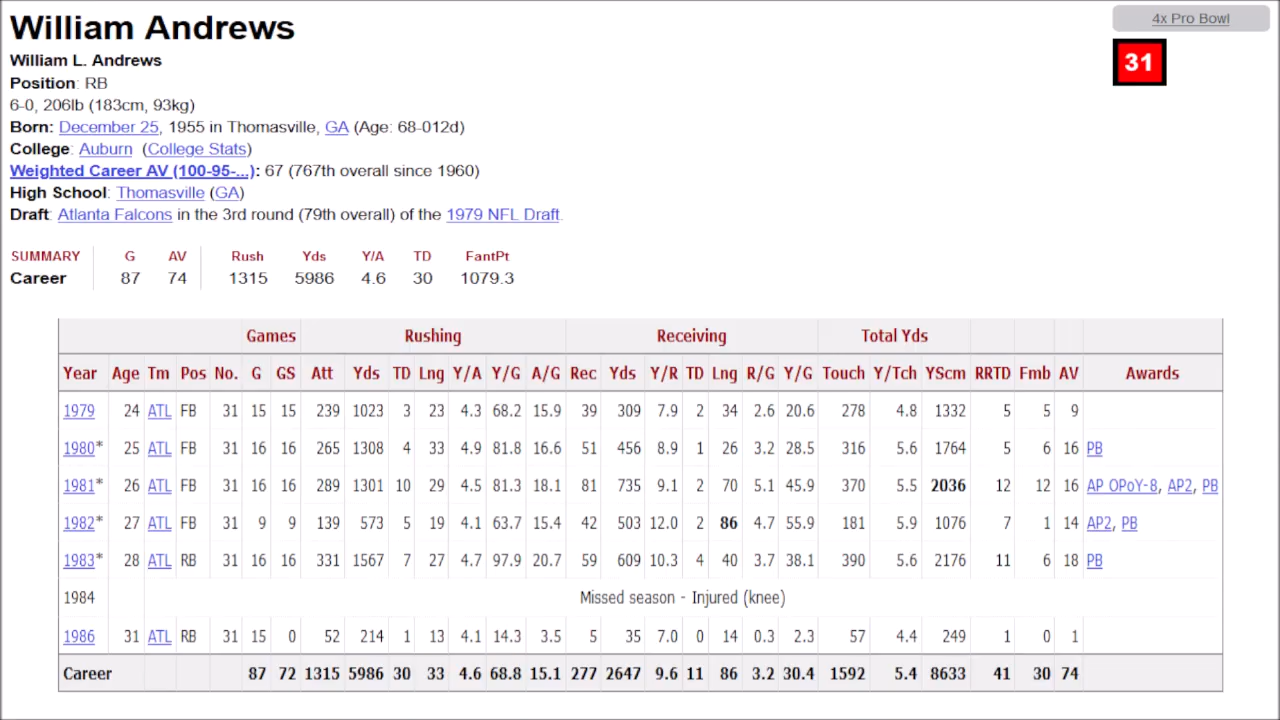 William Andrews
4x Pro Bowl
31
William L. Andrews
Position: RB
6-0, 206lb (183cm, 93kg)
Born: December 25, 1955 in Thomasville, GA (Age: 68-012d)
College: Auburn (College Stats)
Weighted Career AV (100-95-...): 67 (767th overall since 1960)
High School: Thomasville (GA)
Draft: Atlanta Falcons in the 3rd round (79th overall) of the 1979 NFL Draft.
SUMMARY G AV Rush Yds Y/A TD FantPt
Career 87 74 1315 5986 4.6 30 1079.3
Games Rushing Receiving Total Yds
Year Age Tm Pos No. G GS Att Yds TD Lng Y/A Y/G A/G Rec Yds Y/R TD Lng R/G Y/G Touch Y/Tch YScm RRTD Fmb AV Awards
1979 24 ATL FB 31 15 15 239 1023 3 23 4.3 68.2 15.9 39 309 7.9 2 34 2.6 20.6 278 4.8 1332 5 5 9
1980* 25 ATL FB 31 16 16 265 1308 4 33 4.9 81.8 16.6 51 456 8.9 1 26 3.2 28.5 316 5.6 1764 5 6 16 PB
1981* 26 ATL FB 31 16 16 289 1301 10 29 4.5 81.3 18.1 81 735 9.1 2 70 5.1 45.9 370 5.5 2036 12 12 16 AP OPoY-8, AP2, PB
1982* 27 ATL FB 31 9 9 139 573 5 19 4.1 63.7 15.4 42 503 12.0 2 86 4.7 55.9 181 5.9 1076 7 1 14 AP2, PB
1983* 28 ATL RB 31 16 16 331 1567 7 27 4.7 97.9 20.7 59 609 10.3 4 40 3.7 38.1 390 5.6 2176 11 6 18 PB
1984 Missed season - Injured (knee)
1986 31 ATL RB 31 15 0 52 214 1 13 4.1 14.3 3.5 5 35 7.0 0 14 0.3 2.3 57 4.4 249 1 0 1
Career 87 72 1315 5986 30 33 4.6 68.8 15.1 277 2647 9.6 11 86 3.2 30.4 1592 5.4 8633 41 30 74